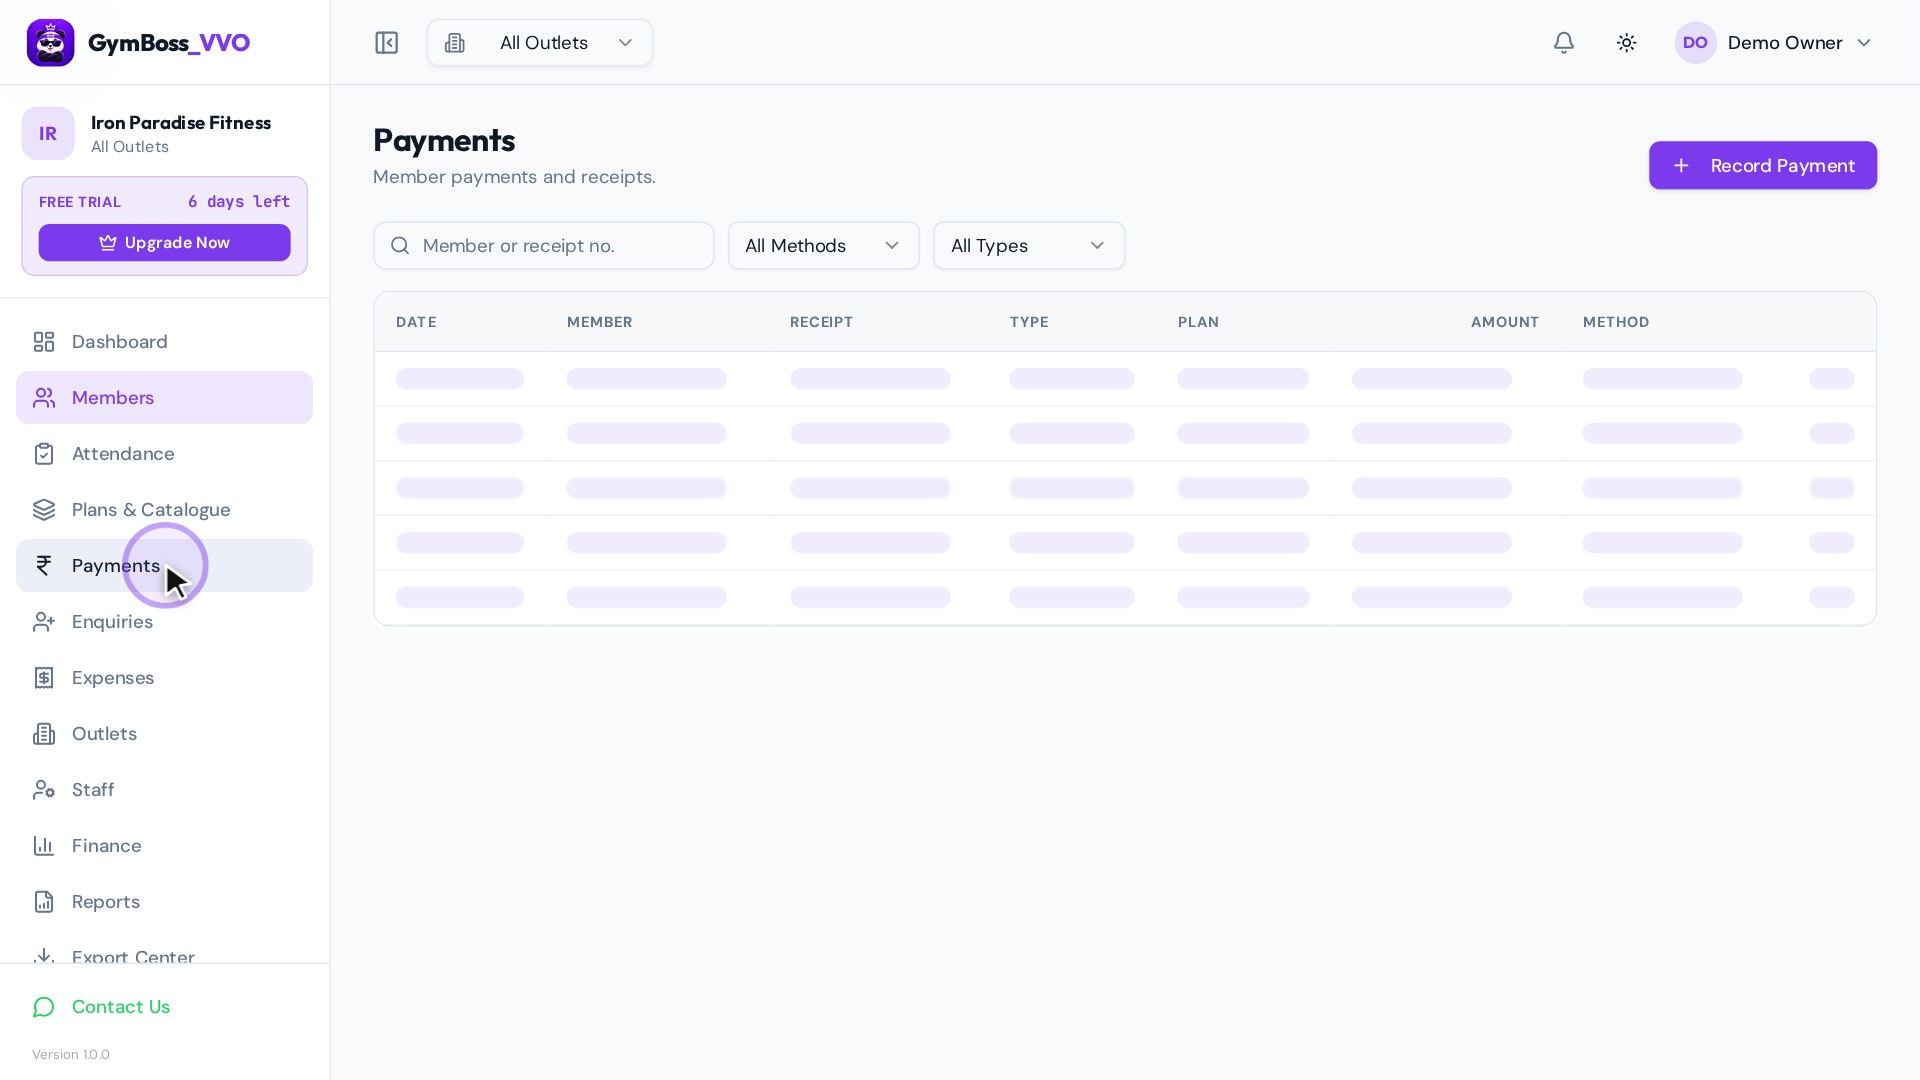 GymBoss_VVO
All Outlets
DO
Demo Owner
IR
Iron Paradise Fitness
All Outlets
FREE TRIAL
6 days left
Upgrade Now
Dashboard
Members
Attendance
Plans & Catalogue
Payments
Enquiries
Expenses
Outlets
Staff
Finance
Reports
Export Center
Contact Us
Version 1.0.0
Payments
Member payments and receipts.
Record Payment
Member or receipt no.
All Methods
All Types
DATE MEMBER RECEIPT TYPE PLAN AMOUNT METHOD